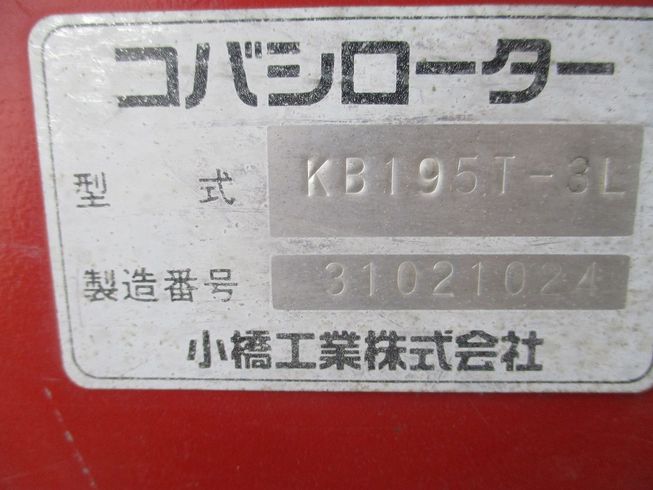 コバシローター
型式 KB195T-3L
製造番号 31021024
小橋工業株式会社